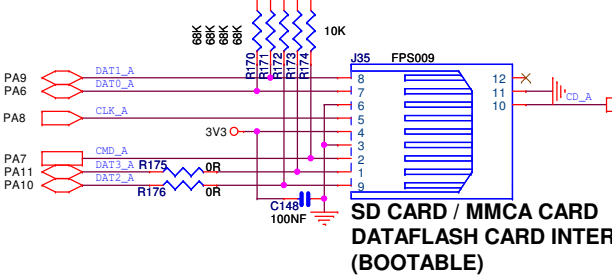 68K
68K
68K
68K
10K
R170
R171
R172
R173
R174
J35 FPS009
PA9 DAT1_A 8 12
PA6 DAT0_A 7 11
10 CD_A
PA8 CLK_A 6
5
3V3 4
3
PA7 CMD_A 2
PA11 DAT3_A R175 0R 1
PA10 DAT2_A R176 0R 9
C148
100NF
SD CARD / MMCA CARD
DATAFLASH CARD INTER
(BOOTABLE)